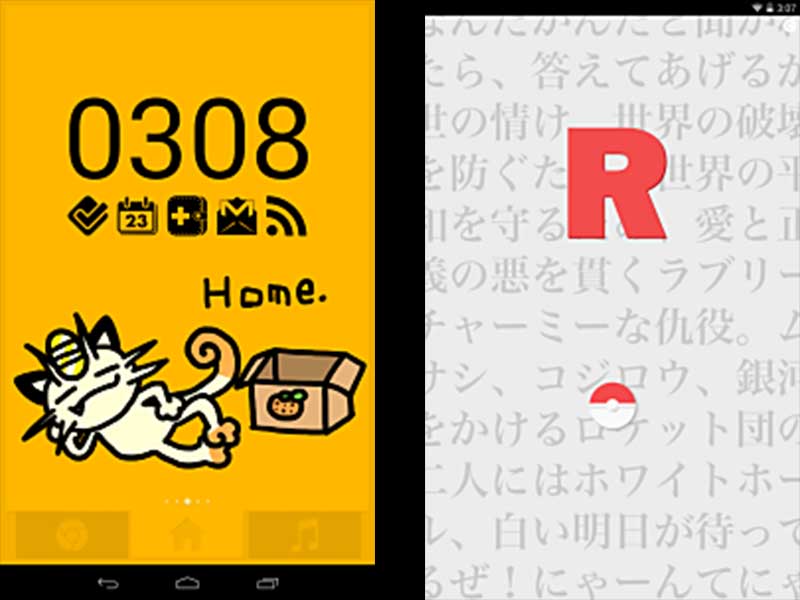 0308
23
Home.
3:07
なんだかんだと聞かれ
たら、答えてあげるが
世の情け、世界の破壊
を防ぐた 世界の平
R
和を守るため、愛と正
義の悪を貫くラブリー
チャーミーな仇役。ム
サシ、コジロウ、銀河
をかけるロケット団の
二人にはホワイトホー
ル、白い明日が待って
るぜ！にゃーんてにゃ